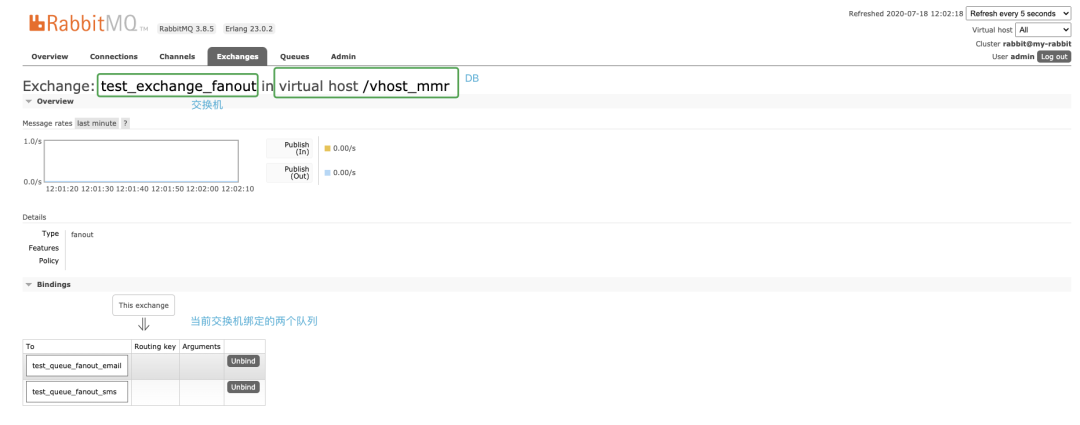 RabbitMQ TM RabbitMQ 3.8.5 Erlang 23.0.2
Refreshed 2020-07-18 12:02:18 Refresh every 5 seconds
Virtual host All
Cluster rabbit@my-rabbit
User admin Log out
Overview Connections Channels Exchanges Queues Admin
Exchange: test_exchange_fanout in virtual host /vhost_mmr DB
Overview 交换机
Message rates last minute ?
1.0/s
0.0/s
12:01:20 12:01:30 12:01:40 12:01:50 12:02:00 12:02:10
Publish (In) 0.00/s
Publish (Out) 0.00/s
Details
Type fanout
Features
Policy
Bindings
This exchange
⇓ 当前交换机绑定的两个队列
To Routing key Arguments
test_queue_fanout_email Unbind
test_queue_fanout_sms Unbind